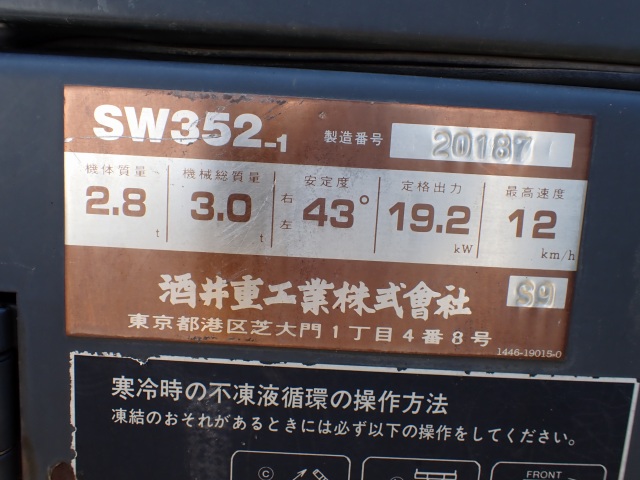 SW352-1 製造番号 20187
機体質量 機械総質量 安定度 定格出力 最高速度
2.8 t 3.0 t 右左 43° 19.2 kW 12 km/h
酒井重工業株式會社 S9
東京都港区芝大門1丁目4番8号
1446-19015-0
寒冷時の不凍液循環の操作方法
凍結のおそれがあるときには必ず以下の操作をしてください。
C FRONT